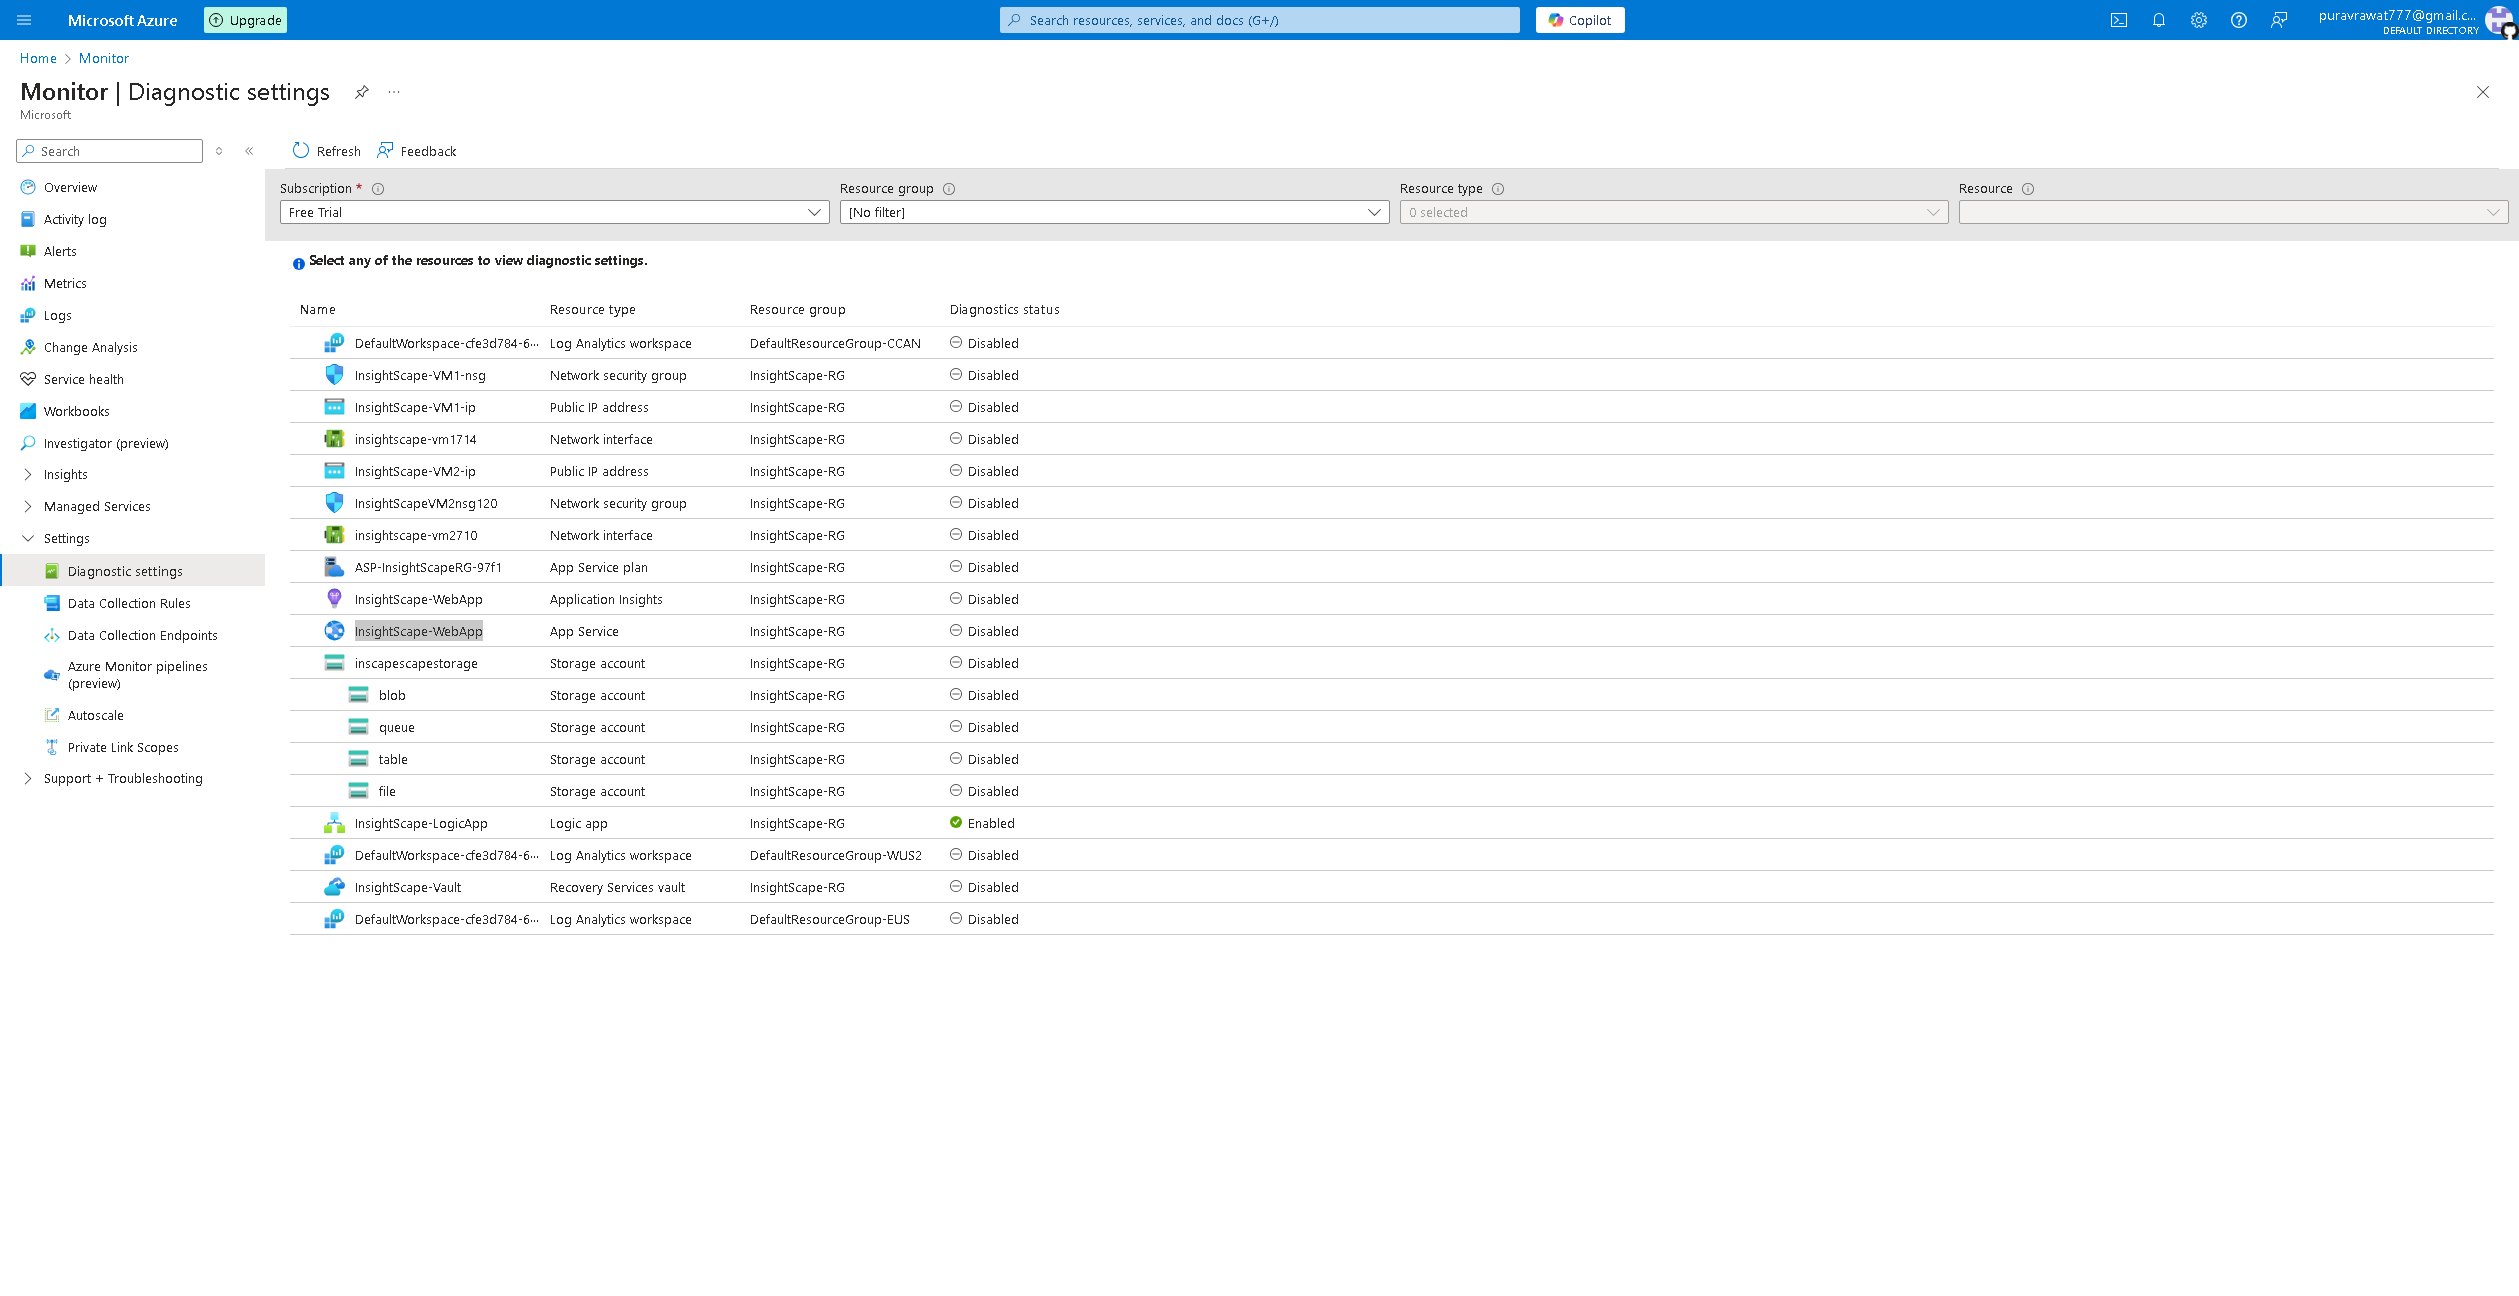 Microsoft Azure
Upgrade
Search resources, services, and docs (G+/)
Copilot
puravrawat777@gmail.c...
DEFAULT DIRECTORY
Home > Monitor
Monitor | Diagnostic settings
...
Microsoft
Search
Refresh
Feedback
Overview
Activity log
Alerts
Metrics
Logs
Change Analysis
Service health
Workbooks
Investigator (preview)
Insights
Managed Services
Settings
Diagnostic settings
Data Collection Rules
Data Collection Endpoints
Azure Monitor pipelines
(preview)
Autoscale
Private Link Scopes
Support + Troubleshooting
Subscription * Resource group Resource type Resource
Free Trial [No filter] 0 selected
Select any of the resources to view diagnostic settings.
Name Resource type Resource group Diagnostics status
DefaultWorkspace-cfe3d784-6... Log Analytics workspace DefaultResourceGroup-CCAN Disabled
InsightScape-VM1-nsg Network security group InsightScape-RG Disabled
InsightScape-VM1-ip Public IP address InsightScape-RG Disabled
insightscape-vm1714 Network interface InsightScape-RG Disabled
InsightScape-VM2-ip Public IP address InsightScape-RG Disabled
InsightScapeVM2nsg120 Network security group InsightScape-RG Disabled
insightscape-vm2710 Network interface InsightScape-RG Disabled
ASP-InsightScapeRG-97f1 App Service plan InsightScape-RG Disabled
InsightScape-WebApp Application Insights InsightScape-RG Disabled
InsightScape-WebApp App Service InsightScape-RG Disabled
inscapescapestorage Storage account InsightScape-RG Disabled
blob Storage account InsightScape-RG Disabled
queue Storage account InsightScape-RG Disabled
table Storage account InsightScape-RG Disabled
file Storage account InsightScape-RG Disabled
InsightScape-LogicApp Logic app InsightScape-RG Enabled
DefaultWorkspace-cfe3d784-6... Log Analytics workspace DefaultResourceGroup-WUS2 Disabled
InsightScape-Vault Recovery Services vault InsightScape-RG Disabled
DefaultWorkspace-cfe3d784-6... Log Analytics workspace DefaultResourceGroup-EUS Disabled